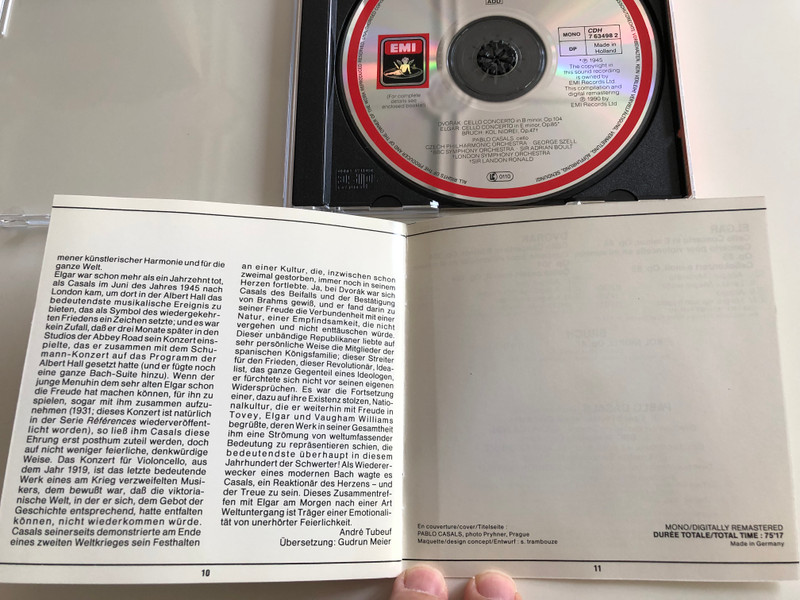 ADD
EMI
MONO
CDH
7 63498 2
DP
Made in
Holland
℗ 1945
The copyright in
this sound recording
is owned by
EMI Records Ltd.
This compilation and
digital remastering
℗ 1990 by
EMI Records Ltd.
(For complete
details see
enclosed booklet)
DVOŘÁK: CELLO CONCERTO in B minor, Op.104
ELGAR: CELLO CONCERTO in E minor, Op.85*
BRUCH: KOL NIDREI, Op.47†
PABLO CASALS, cello
CZECH PHILHARMONIC ORCHESTRA · GEORGE SZELL
*BBC SYMPHONY ORCHESTRA · SIR ADRIAN BOULT
†LONDON SYMPHONY ORCHESTRA
†SIR LANDON RONALD
0110
mener künstlerischer Harmonie und für die
ganze Welt.
Elgar war schon mehr als ein Jahrzehnt tot,
als Casals im Juni des Jahres 1945 nach
London kam, um dort in der Albert Hall das
bedeutendste musikalische Ereignis zu
bieten, das als Symbol des wiedergekehr-
ten Friedens ein Zeichen setzte; und es war
kein Zufall, daß er drei Monate später in den
Studios der Abbey Road sein Konzert eins-
pielte, das er zusammen mit dem Schu-
mann-Konzert auf das Programm der
Albert Hall gesetzt hatte (und er fügte noch
eine ganze Bach-Suite hinzu). Wenn der
junge Menuhin dem sehr alten Elgar schon
die Freude hat machen können, für ihn zu
spielen, sogar mit ihm zusammen aufzu-
nehmen (1931; dieses Konzert ist natürlich
in der Serie Références wiederveröffent-
licht worden), so ließ ihm Casals diese
Ehrung erst posthum zuteil werden, doch
auf nicht weniger feierliche, denkwürdige
Weise. Das Konzert für Violoncello, aus
dem Jahr 1919, ist das letzte bedeutende
Werk eines am Krieg verzweifelten Musi-
kers, dem bewußt war, daß die viktoria-
nische Welt, in der er sich, dem Gebot der
Geschichte entsprechend, hatte entfalten
können, nicht wiederkommen würde.
Casals seinerseits demonstrierte am Ende
eines zweiten Weltkrieges sein Festhalten
an einer Kultur, die, inzwischen schon
zweimal gestorben, immer noch in seinem
Herzen fortlebte. Ja, bei Dvořák war sich
Casals des Beifalls und der Bestätigung
von Brahms gewiß, und er fand darin zu
seiner Freude die Verbundenheit mit einer
Natur, einer Empfindsamkeit, die nicht
vergehen und nicht enttäuschen würde.
Dieser unbändige Republikaner liebte auf
sehr persönliche Weise die Mitglieder der
spanischen Königsfamilie; dieser Streiter
für den Frieden, dieser Revolutionär, Idea-
list, das ganze Gegenteil eines Ideologen,
er fürchtete sich nicht vor seinen eigenen
Widersprüchen. Es war die Fortsetzung
einer, dazu auf ihre Existenz stolzen, Natio-
nalkultur, die er weiterhin mit Freude in
Tovey, Elgar und Vaugham Williams
begrüßte, deren Werk in seiner Gesamtheit
ihm eine Strömung von weltumfassender
Bedeutung zu repräsentieren schien, die
bedeutendste überhaupt in diesem
Jahrhundert der Schwerter! Als Wiederer-
wecker eines modernen Bach wagte es
Casals, ein Reaktionär des Herzens – und
der Treue zu sein. Dieses Zusammentref-
fen mit Elgar am Morgen nach einer Art
Weltuntergang ist Träger einer Emotionali-
tät von unerhörter Feierlichkeit.
André Tubeuf
Übersetzung: Gudrun Meier
10
En couverture/cover/Titelseite :
PABLO CASALS, photo Pryhner, Prague
Maquette/design concept/Entwurf : s. trambouze
MONO/DIGITALLY REMASTERED
DURÉE TOTALE/TOTAL TIME : 75'17
Made in Germany
11